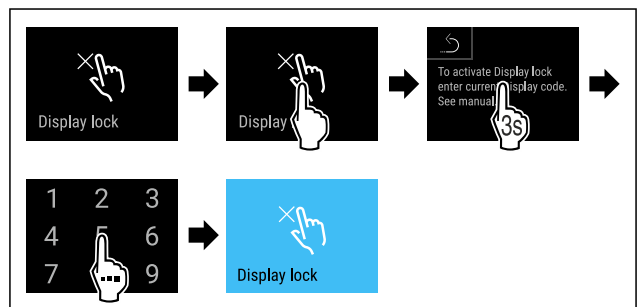 Display lock
Display
To activate Display lock
enter current display code.
See manual.
3s
1 2 3
4 5 6
7 9
Display lock